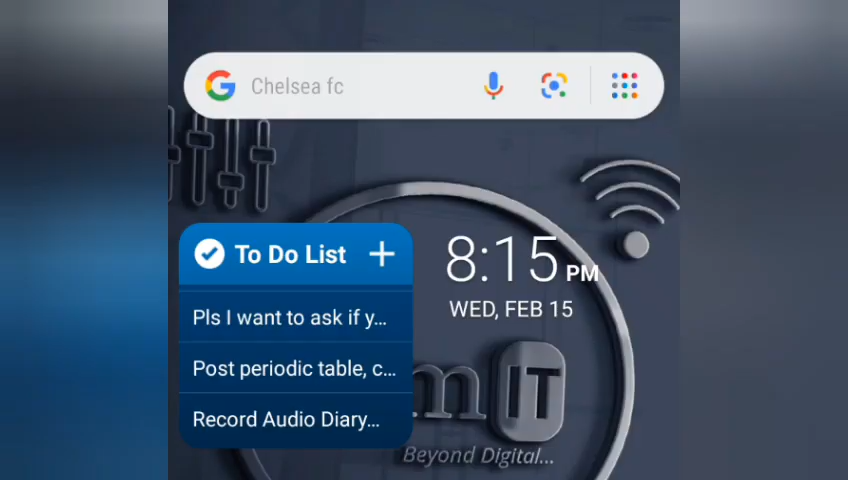 Chelsea fc
To Do List +
8:15 PM
WED, FEB 15
Pls I want to ask if y...
Post periodic table, c...
Record Audio Diary...
m IT
Beyond Digital...